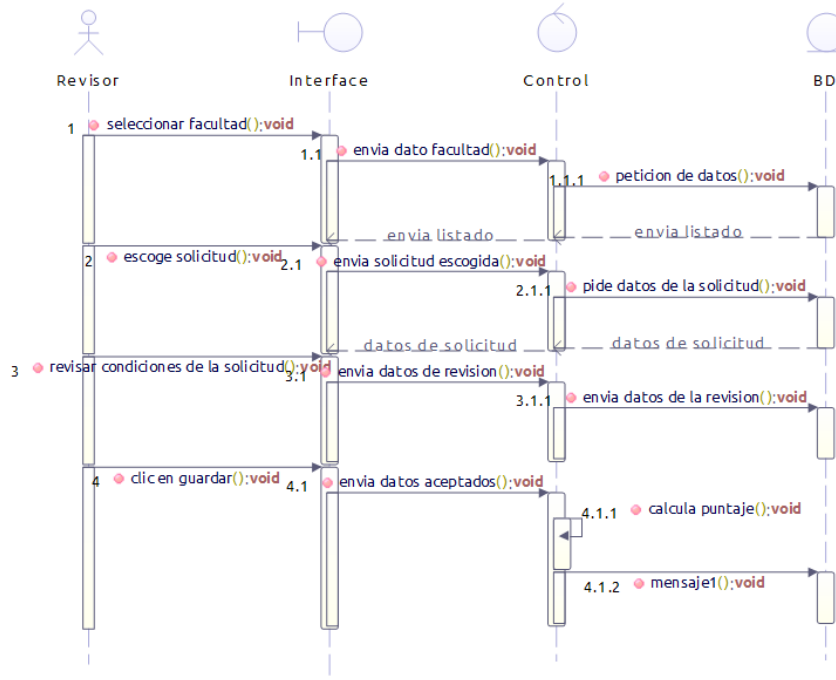 Revisor
Interface
Control
BD
1 seleccionar facultad():void
1.1 envia dato facultad():void
1.1.1 peticion de datos():void
envia listado
envia listado
2 escoge solicitud():void
2.1 envia solicitud escogida():void
2.1.1 pide datos de la solicitud():void
datos de solicitud
datos de solicitud
3 revisar condiciones de la solicitud():void
3.1 envia datos de revision():void
3.1.1 envia datos de la revision():void
4 clic en guardar():void
4.1 envia datos aceptados():void
4.1.1 calcula puntaje():void
4.1.2 mensaje1():void